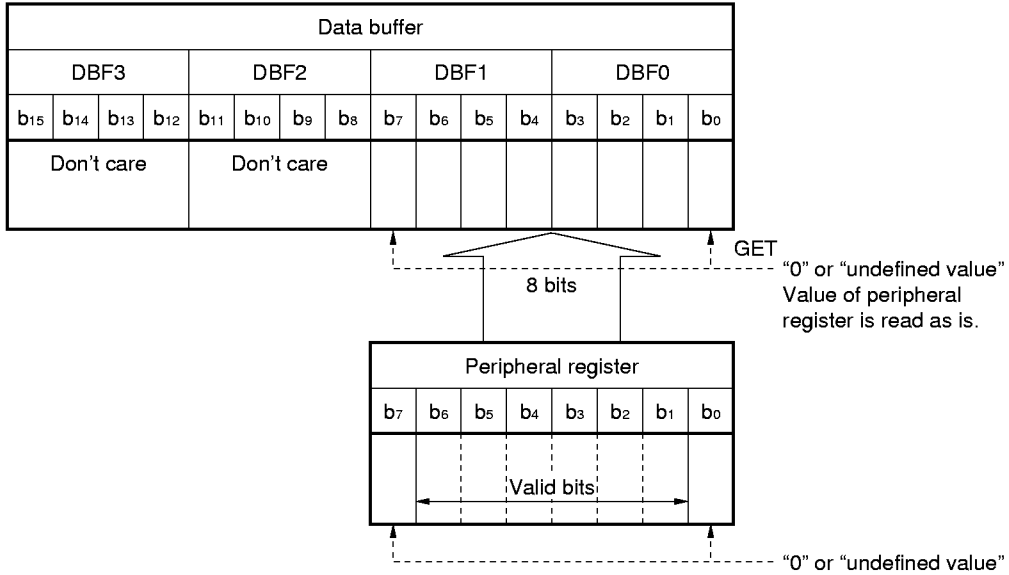 Data buffer
DBF3 DBF2 DBF1 DBF0
b15 b14 b13 b12 b11 b10 b9 b8 b7 b6 b5 b4 b3 b2 b1 b0
Don't care Don't care
GET
8 bits
“0” or “undefined value”
Value of peripheral
register is read as is.
Peripheral register
b7 b6 b5 b4 b3 b2 b1 b0
Valid bits
“0” or “undefined value”